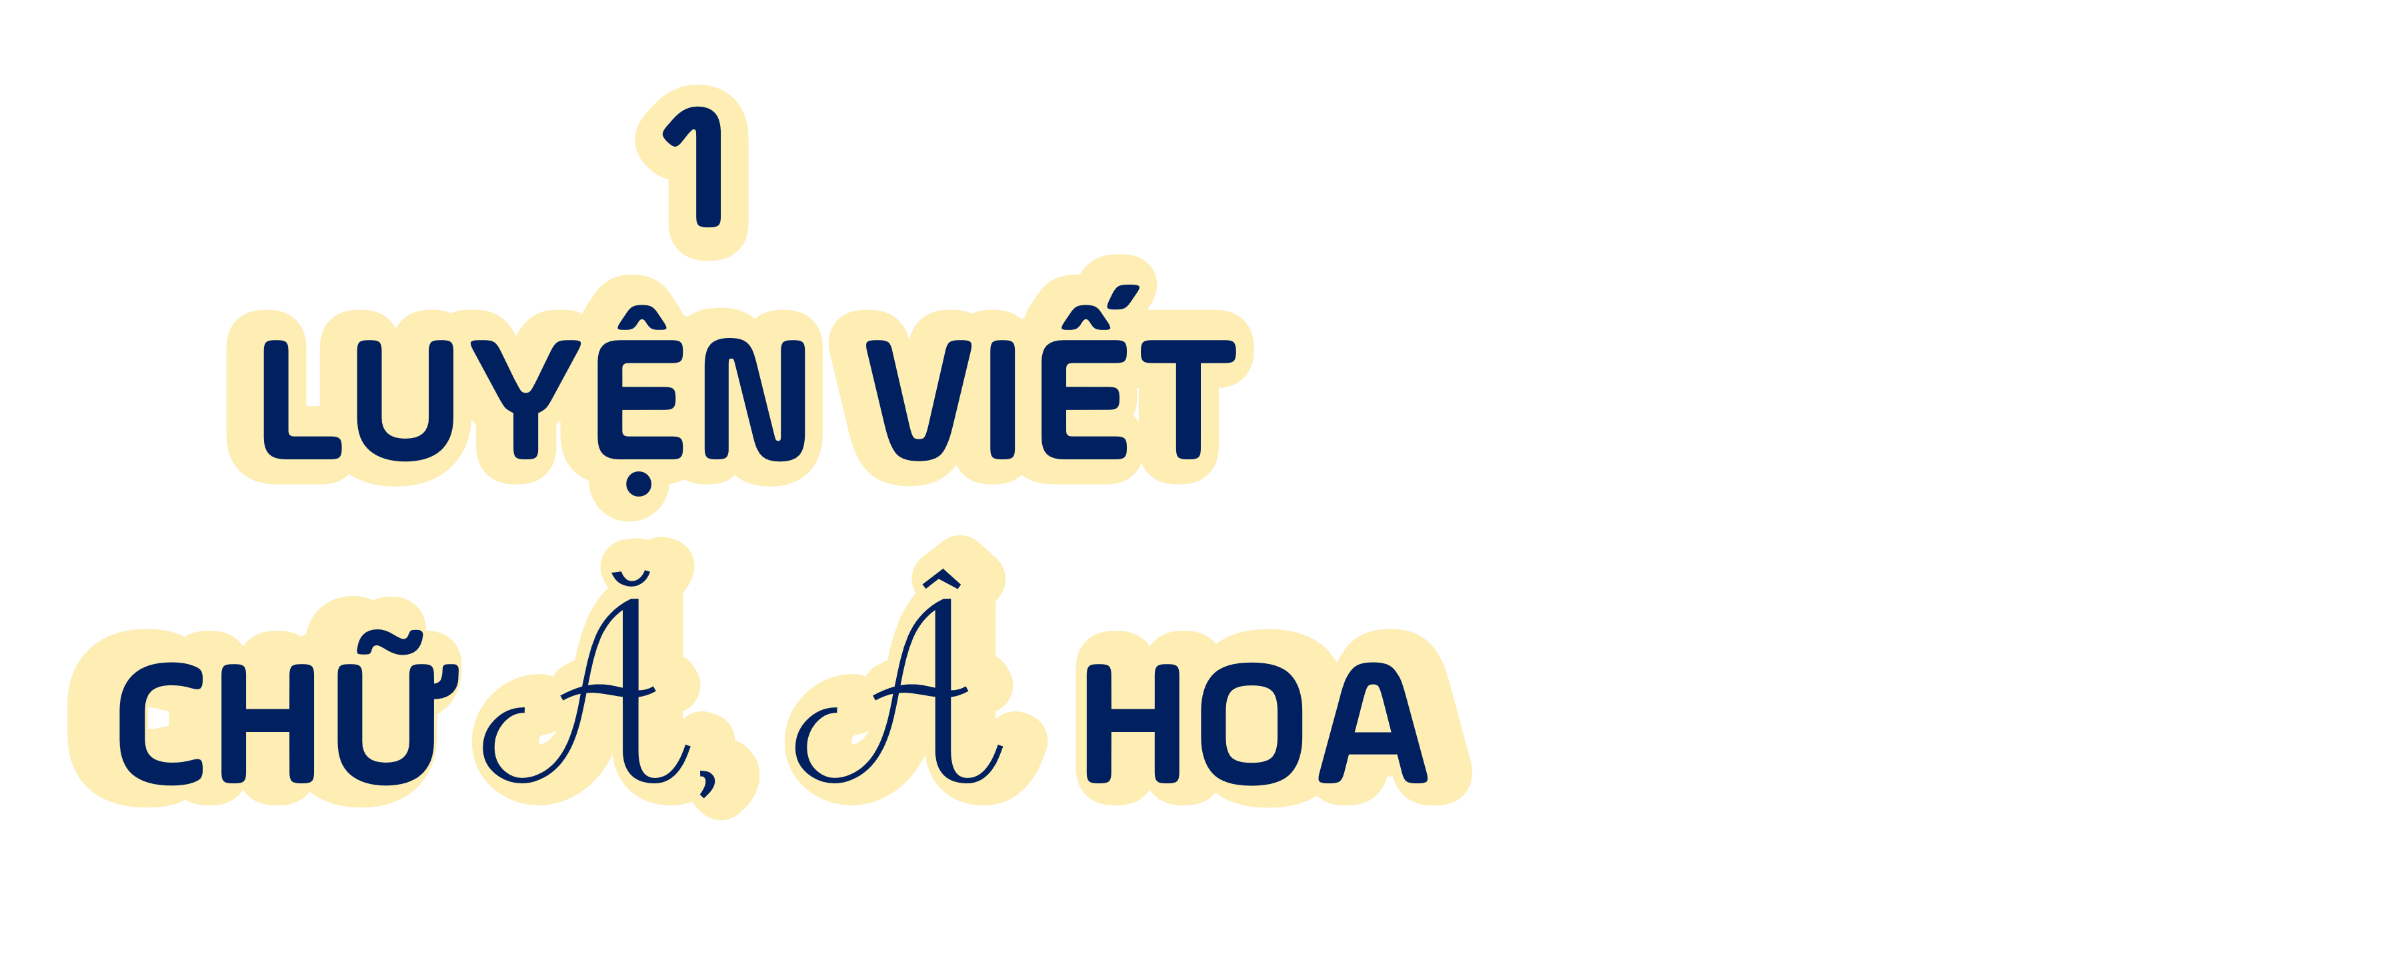 1
LUYỆN VIẾT
CHỮ Ă, Â HOA